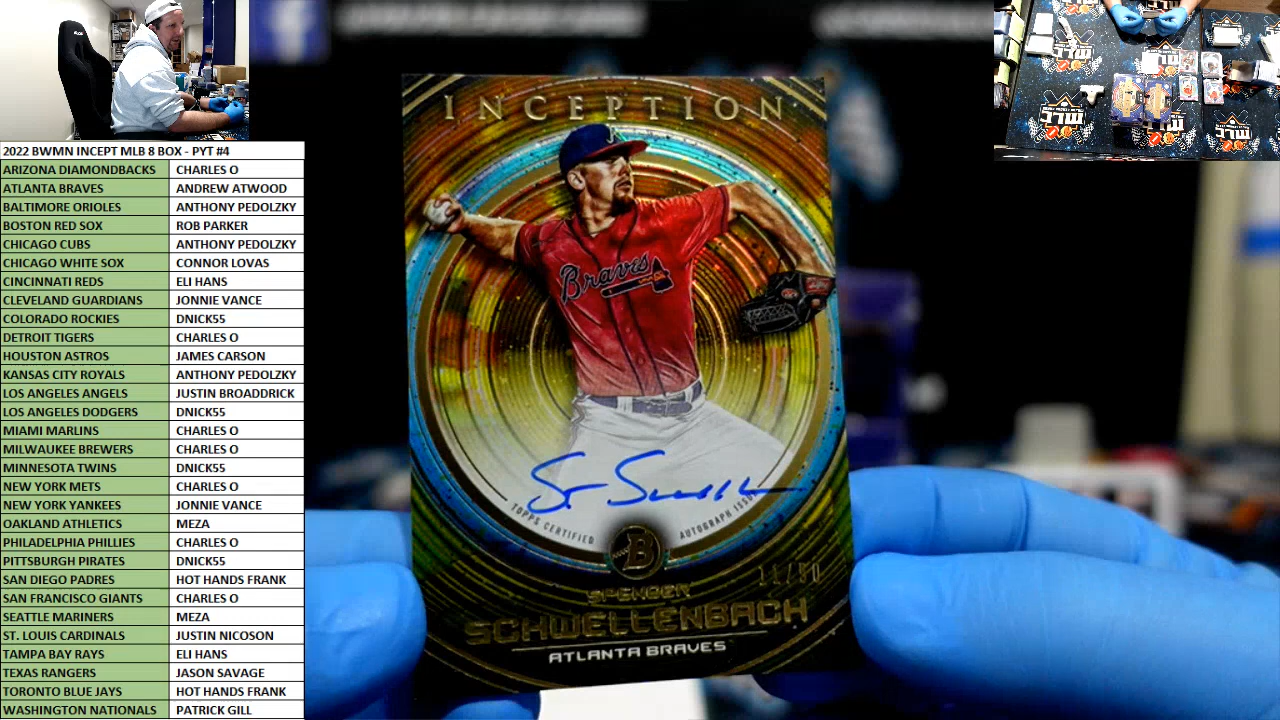 2022 BWMN INCEPT MLB 8 BOX - PYT #4
ARIZONA DIAMONDBACKS CHARLES O
ATLANTA BRAVES ANDREW ATWOOD
BALTIMORE ORIOLES ANTHONY PEDOLZKY
BOSTON RED SOX ROB PARKER
CHICAGO CUBS ANTHONY PEDOLZKY
CHICAGO WHITE SOX CONNOR LOVAS
CINCINNATI REDS ELI HANS
CLEVELAND GUARDIANS JONNIE VANCE
COLORADO ROCKIES DNICK55
DETROIT TIGERS CHARLES O
HOUSTON ASTROS JAMES CARSON
KANSAS CITY ROYALS ANTHONY PEDOLZKY
LOS ANGELES ANGELS JUSTIN BROADDRICK
LOS ANGELES DODGERS DNICK55
MIAMI MARLINS CHARLES O
MILWAUKEE BREWERS CHARLES O
MINNESOTA TWINS DNICK55
NEW YORK METS CHARLES O
NEW YORK YANKEES JONNIE VANCE
OAKLAND ATHLETICS MEZA
PHILADELPHIA PHILLIES CHARLES O
PITTSBURGH PIRATES DNICK55
SAN DIEGO PADRES HOT HANDS FRANK
SAN FRANCISCO GIANTS CHARLES O
SEATTLE MARINERS MEZA
ST. LOUIS CARDINALS JUSTIN NICOSON
TAMPA BAY RAYS ELI HANS
TEXAS RANGERS JASON SAVAGE
TORONTO BLUE JAYS HOT HANDS FRANK
WASHINGTON NATIONALS PATRICK GILL
INCEPTION
Braves
TOPPS CERTIFIED AUTOGRAPH ISSUE
B
11/50
SPENCER
SCHWELLENBACH
ATLANTA BRAVES